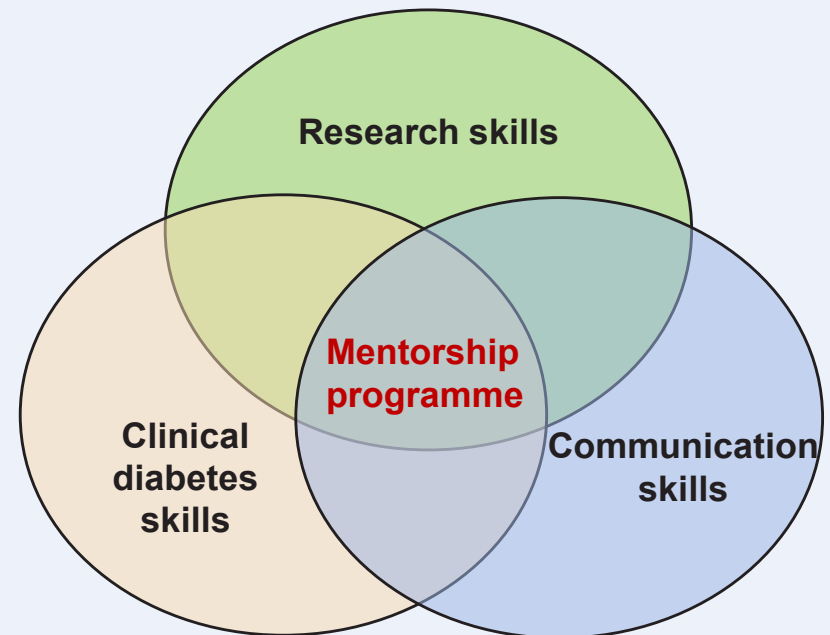 Research skills
Mentorship
programme
Clinical
diabetes
skills
Communication
skills